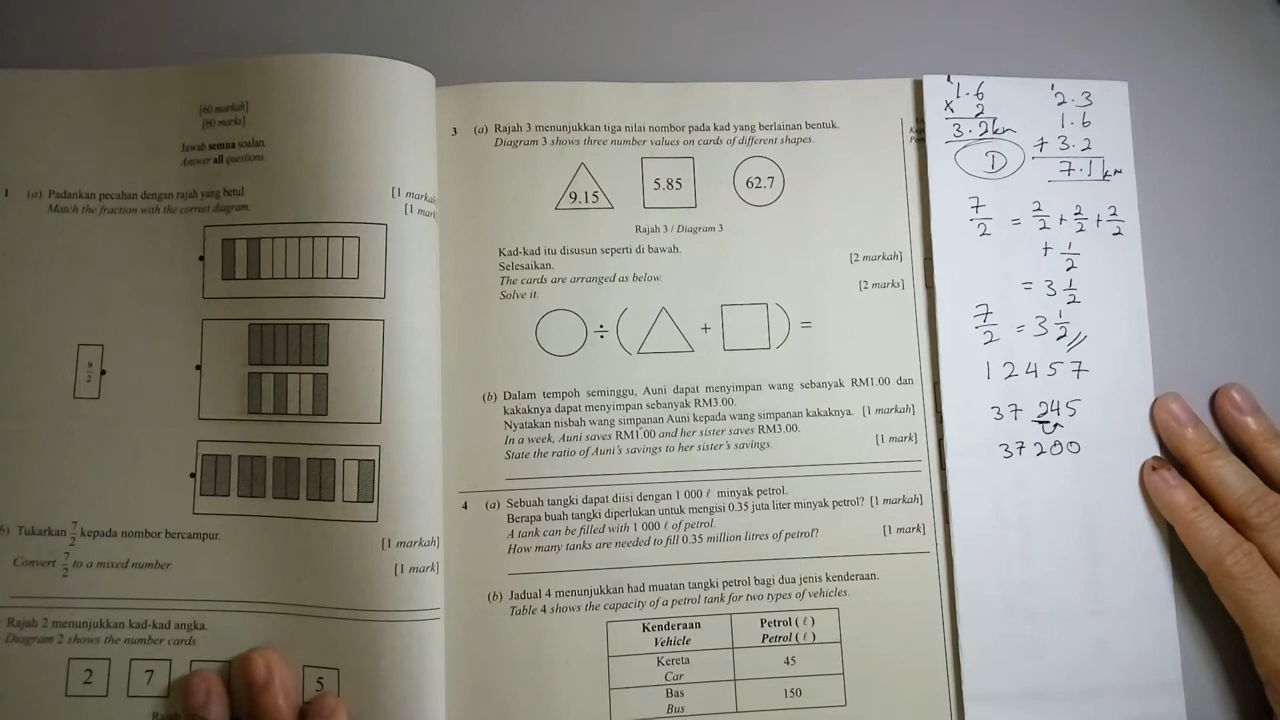 [60 markah]
[60 marks]
Jawab semua soalan.
Answer all questions.
1 (a) Padankan pecahan dengan rajah yang betul. [1 markah]
Match the fraction with the correct diagram. [1 mark
9/2
Tukarkan 7/2 kepada nombor bercampur. [1 markah]
Convert 7/2 to a mixed number. [1 mark]
Rajah 2 menunjukkan kad-kad angka.
Diagram 2 shows the number cards.
2 7 5
3 (a) Rajah 3 menunjukkan tiga nilai nombor pada kad yang berlainan bentuk.
Diagram 3 shows three number values on cards of different shapes.
9.15 5.85 62.7
Rajah 3 / Diagram 3
Kad-kad itu disusun seperti di bawah.
Selesaikan. [2 markah]
The cards are arranged as below.
Solve it. [2 marks]
÷ ( + ) =
(b) Dalam tempoh seminggu, Auni dapat menyimpan wang sebanyak RM1.00 dan
kakaknya dapat menyimpan sebanyak RM3.00.
Nyatakan nisbah wang simpanan Auni kepada wang simpanan kakaknya. [1 markah]
In a week, Auni saves RM1.00 and her sister saves RM3.00.
State the ratio of Auni's savings to her sister's savings. [1 mark]
4 (a) Sebuah tangki dapat diisi dengan 1 000 ℓ minyak petrol.
Berapa buah tangki diperlukan untuk mengisi 0.35 juta liter minyak petrol? [1 markah]
A tank can be filled with 1 000 ℓ of petrol.
How many tanks are needed to fill 0.35 million litres of petrol? [1 mark]
(b) Jadual 4 menunjukkan had muatan tangki petrol bagi dua jenis kenderaan.
Table 4 shows the capacity of a petrol tank for two types of vehicles.
Kenderaan Petrol ( ℓ )
Vehicle Petrol ( ℓ )
Kereta 45
Car
Bas 150
Bus
1.6
× 2
3.2km
D
2.3
1.6
+ 3.2
7.1km
7/2 = 2/2 + 2/2 + 2/2
+ 1/2
= 3 1/2
7/2 = 3 1/2 //
12457
37 245
37200